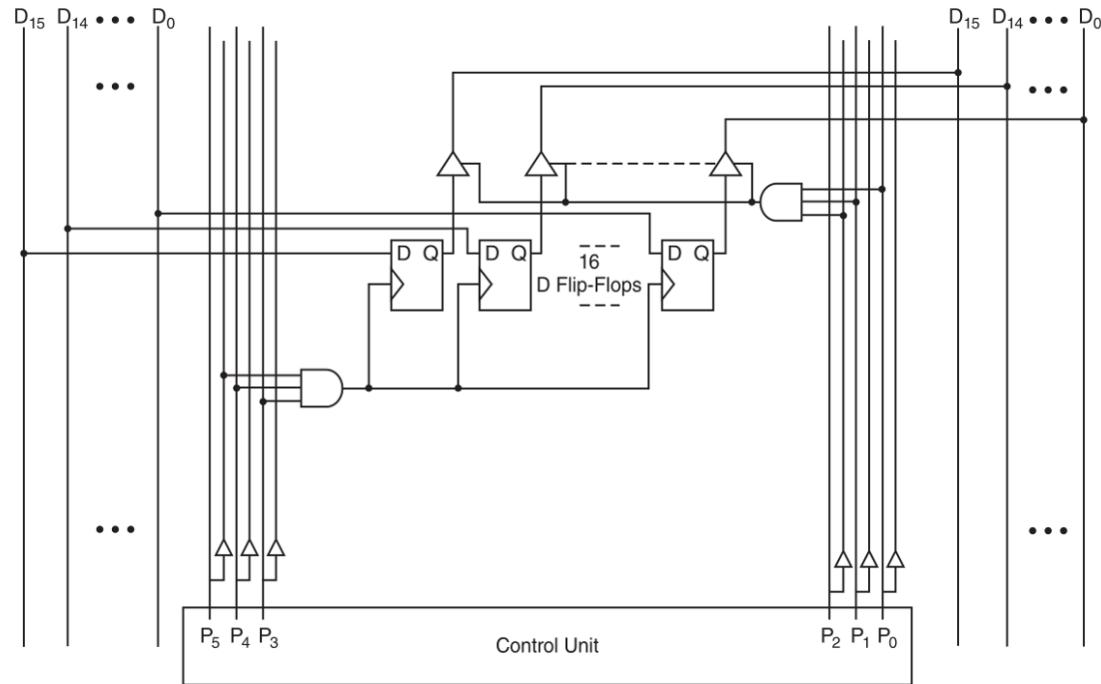 D₁₅ D₁₄ ••• D₀ D₁₅ D₁₄ ••• D₀
••• •••
D Q D Q 16 D Q
D Flip-Flops
••• •••
P₅ P₄ P₃ Control Unit P₂ P₁ P₀